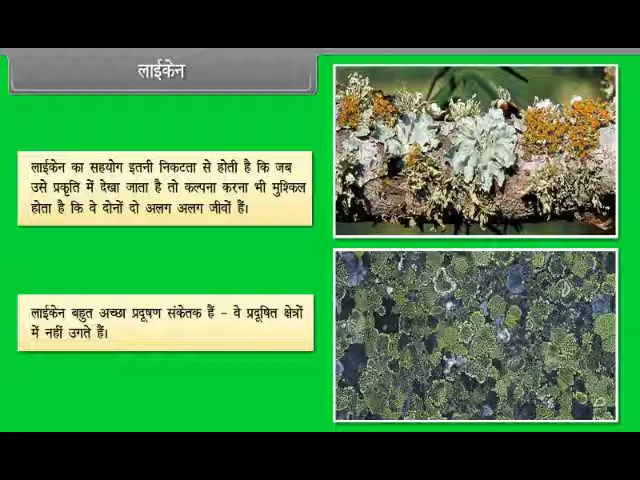 लाईकेन
लाईकेन का सहयोग इतनी निकटता से होती है कि जब
उसे प्रकृति में देखा जाता है तो कल्पना करना भी मुश्किल
होता है कि वे दोनों दो अलग अलग जीवों हैं।
लाईकेन बहुत अच्छा प्रदूषण संकेतक हैं - वे प्रदूषित क्षेत्रों
में नहीं उगते हैं।